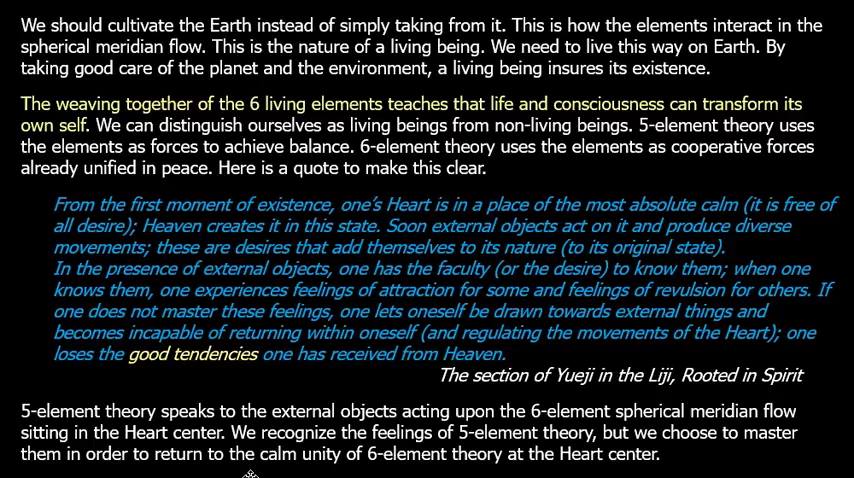 We should cultivate the Earth instead of simply taking from it. This is how the elements interact in the
spherical meridian flow. This is the nature of a living being. We need to live this way on Earth. By
taking good care of the planet and the environment, a living being insures its existence.
The weaving together of the 6 living elements teaches that life and consciousness can transform its
own self. We can distinguish ourselves as living beings from non-living beings. 5-element theory uses
the elements as forces to achieve balance. 6-element theory uses the elements as cooperative forces
already unified in peace. Here is a quote to make this clear.
From the first moment of existence, one's Heart is in a place of the most absolute calm (it is free of
all desire); Heaven creates it in this state. Soon external objects act on it and produce diverse
movements; these are desires that add themselves to its nature (to its original state).
In the presence of external objects, one has the faculty (or the desire) to know them; when one
knows them, one experiences feelings of attraction for some and feelings of revulsion for others. If
one does not master these feelings, one lets oneself be drawn towards external things and
becomes incapable of returning within oneself (and regulating the movements of the Heart); one
loses the good tendencies one has received from Heaven.
The section of Yueji in the Liji, Rooted in Spirit
5-element theory speaks to the external objects acting upon the 6-element spherical meridian flow
sitting in the Heart center. We recognize the feelings of 5-element theory, but we choose to master
them in order to return to the calm unity of 6-element theory at the Heart center.